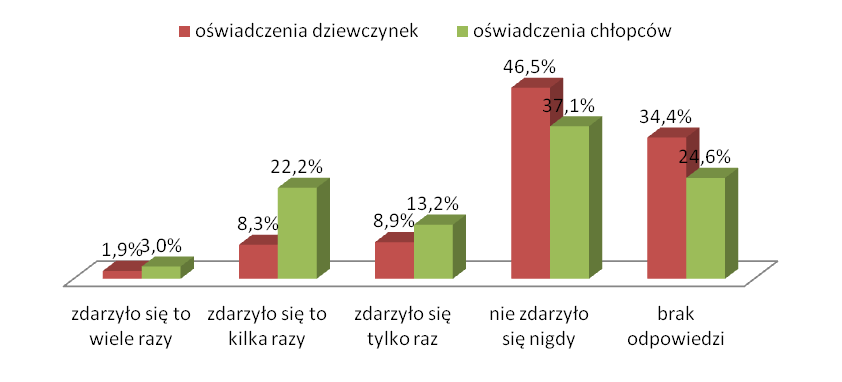 oświadczenia dziewczynek oświadczenia chłopców
46,5%
37,1%
34,4%
24,6%
22,2%
13,2%
8,3%
8,9%
1,9%
3,0%
zdarzyło się to wiele razy
zdarzyło się to kilka razy
zdarzyło się tylko raz
nie zdarzyło się nigdy
brak odpowiedzi